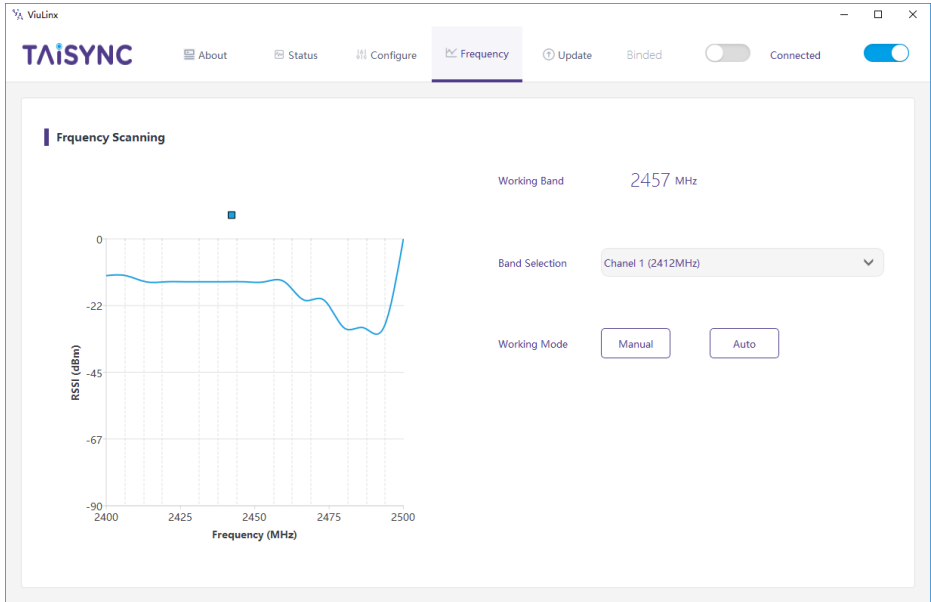 ViuLinx
TAiSYNC
About
Status
Configure
Frequency
Update
Binded
Connected
Frquency Scanning
Working Band
2457 MHz
Band Selection
Chanel 1 (2412MHz)
Working Mode
Manual
Auto
RSSI (dBm)
0
-22
-45
-67
-90
2400
2425
2450
2475
2500
Frequency (MHz)